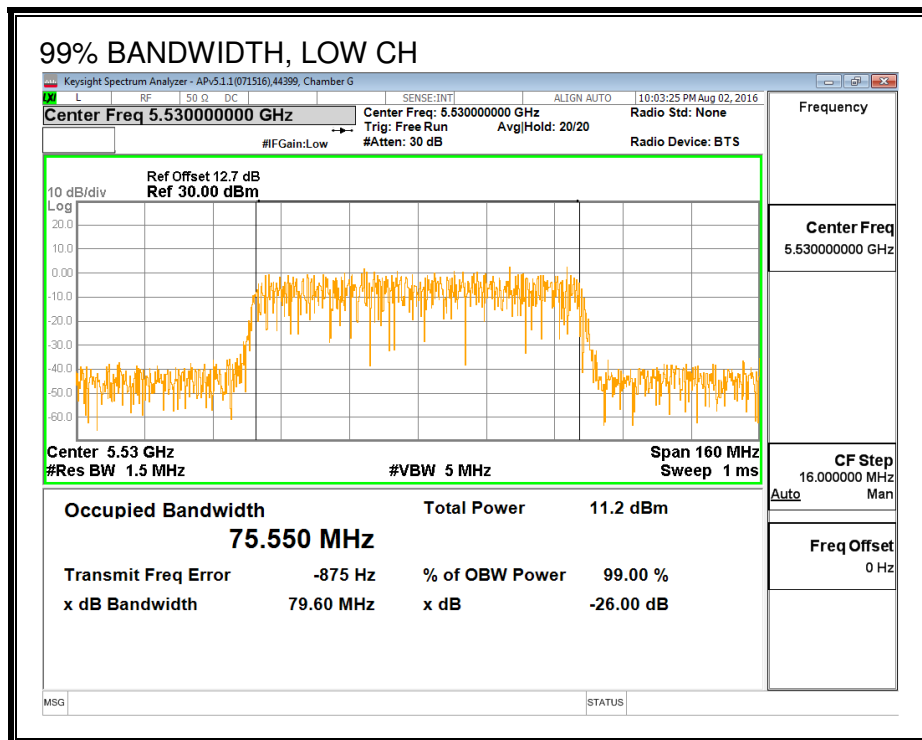 99% BANDWIDTH, LOW CH
Keysight Spectrum Analyzer - APv5.1.1(071516),44399, Chamber G
LXI L RF 50 Ω DC SENSE:INT ALIGN AUTO 10:03:25 PM Aug 02, 2016
Center Freq 5.530000000 GHz
Center Freq: 5.530000000 GHz Radio Std: None
Trig: Free Run Avg|Hold: 20/20
#IFGain:Low #Atten: 30 dB Radio Device: BTS
Ref Offset 12.7 dB
10 dB/div Ref 30.00 dBm
Log
20.0
10.0
0.00
-10.0
-20.0
-30.0
-40.0
-50.0
-60.0
Center 5.53 GHz Span 160 MHz
#Res BW 1.5 MHz #VBW 5 MHz Sweep 1 ms
Occupied Bandwidth Total Power 11.2 dBm
75.550 MHz
Transmit Freq Error -875 Hz % of OBW Power 99.00 %
x dB Bandwidth 79.60 MHz x dB -26.00 dB
MSG STATUS
Frequency
Center Freq
5.530000000 GHz
CF Step
16.000000 MHz
Auto Man
Freq Offset
0 Hz